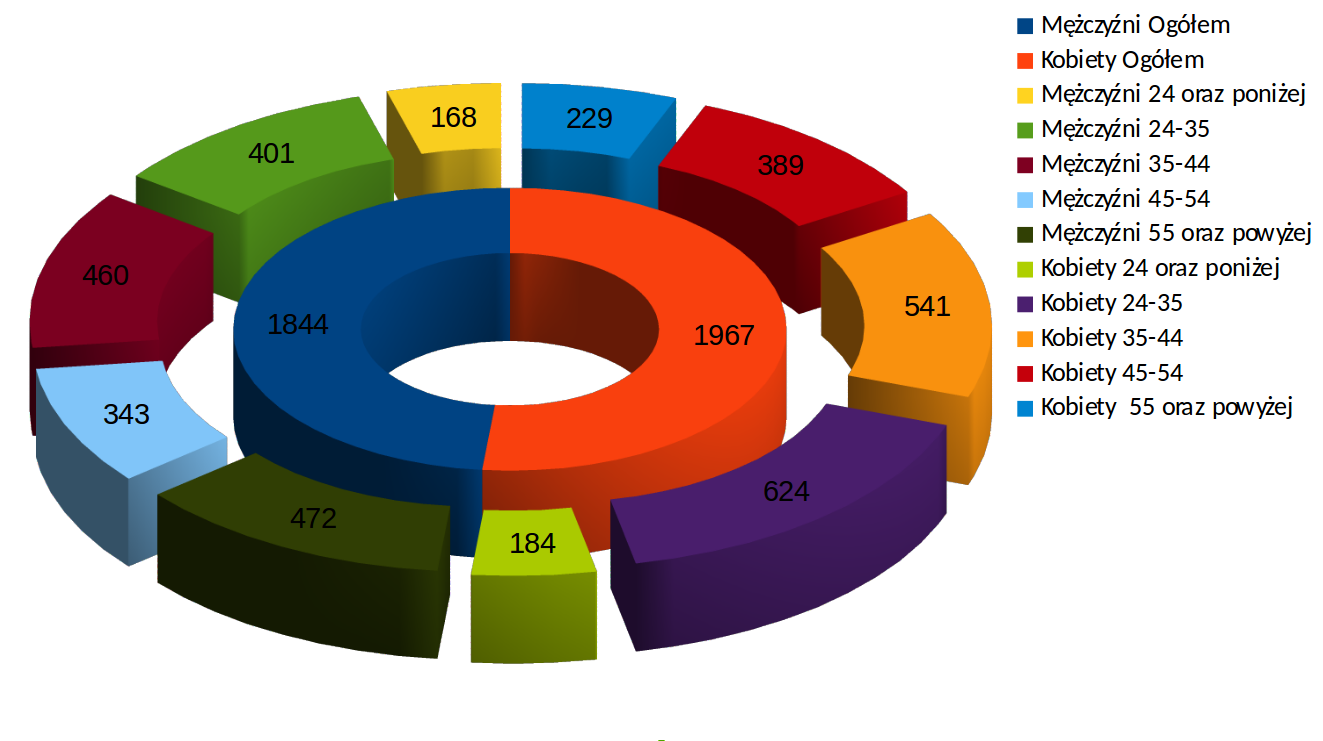 168
229
401
389
460
541
1844
1967
343
624
472
184
Mężczyźni Ogółem
Kobiety Ogółem
Mężczyźni 24 oraz poniżej
Mężczyźni 24-35
Mężczyźni 35-44
Mężczyźni 45-54
Mężczyźni 55 oraz powyżej
Kobiety 24 oraz poniżej
Kobiety 24-35
Kobiety 35-44
Kobiety 45-54
Kobiety  55 oraz powyżej